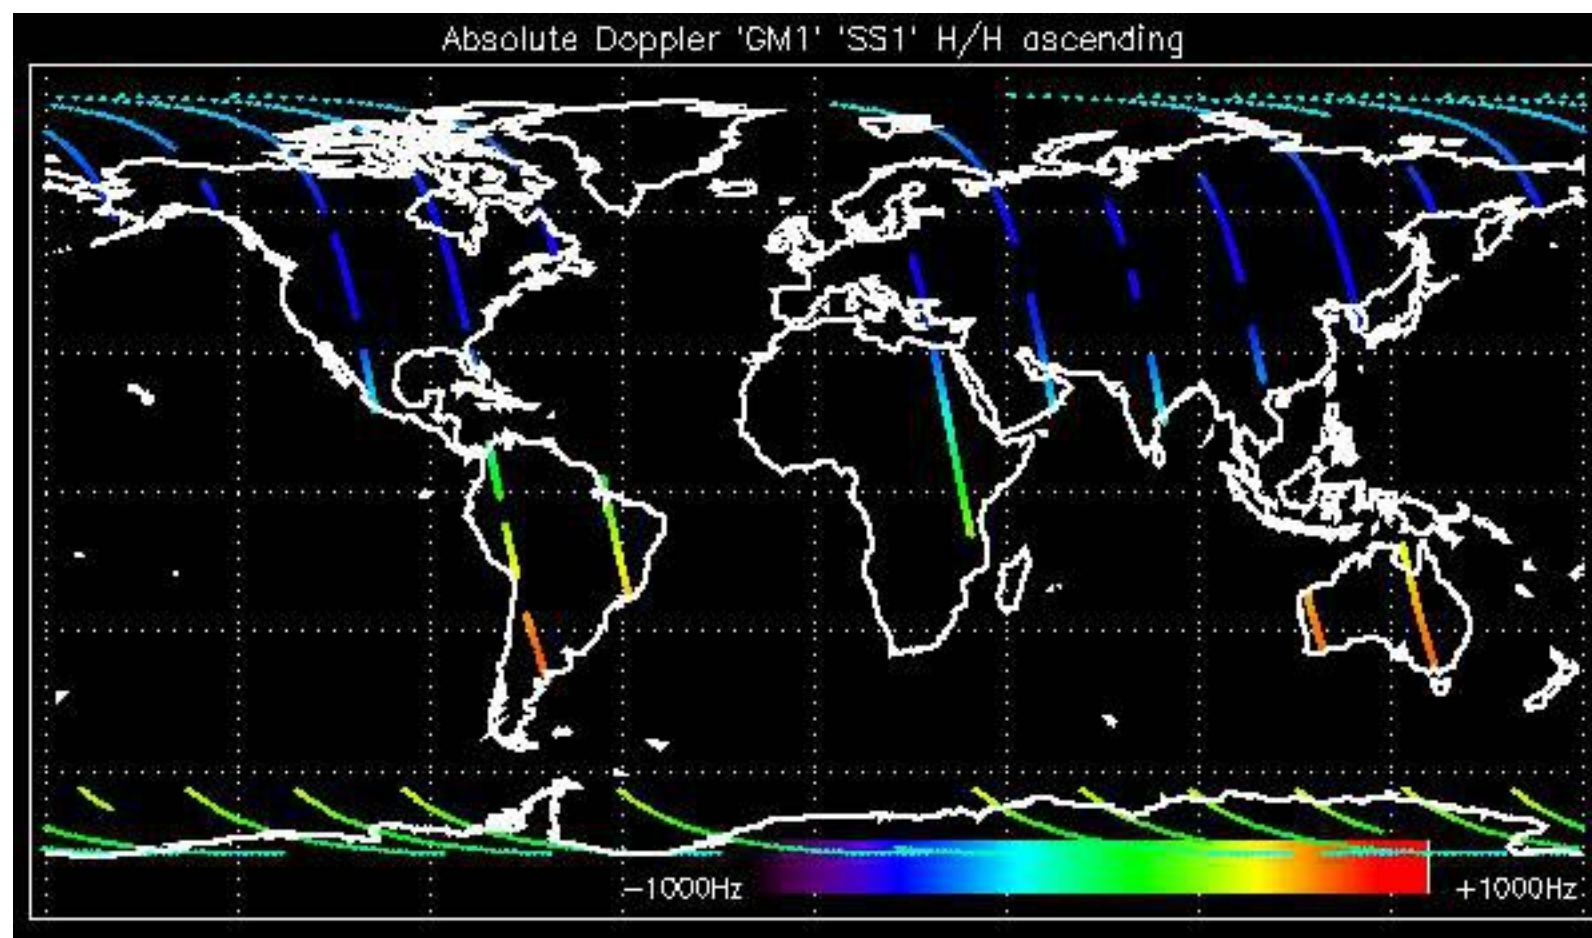 Absolute Doppler 'GM1' 'SS1' H/H ascending
−1000Hz
+1000Hz